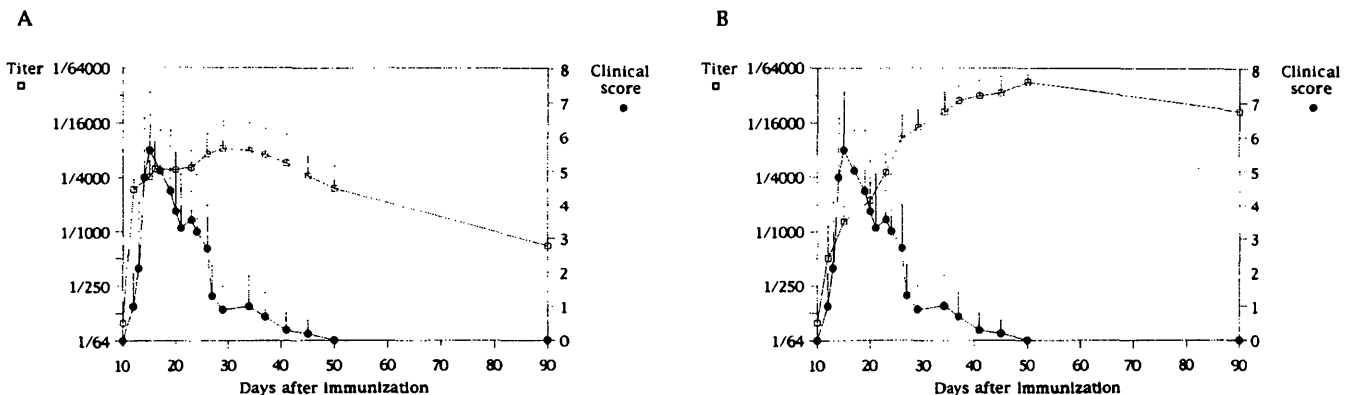 A
Titer
1/64000
1/16000
1/4000
1/1000
1/250
1/64
8
7
6
5
4
3
2
1
0
Clinical
score
10 20 30 40 50 60 70 80 90
Days after immunization
B
Titer
1/64000
1/16000
1/4000
1/1000
1/250
1/64
8
7
6
5
4
3
2
1
0
Clinical
score
10 20 30 40 50 60 70 80 90
Days after immunization